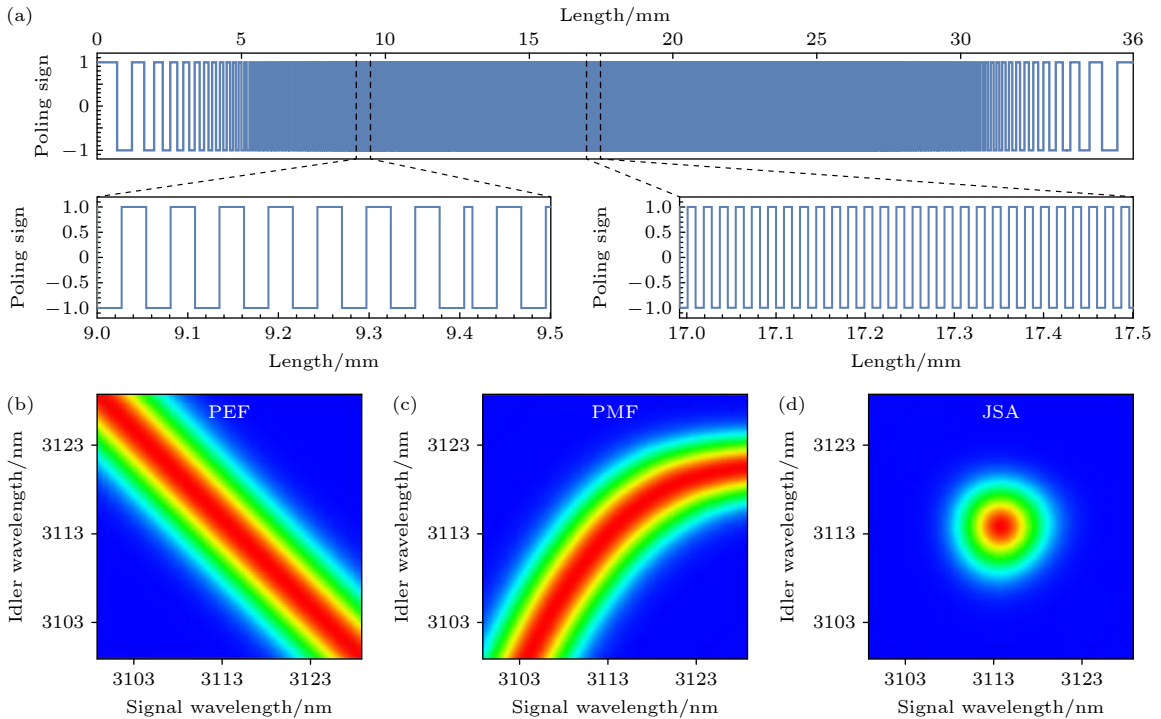 (a)
Length/mm
0 5 10 15 20 25 30 36
Poling sign
1
0
−1
Poling sign
1.0
0.5
0
−0.5
−1.0
9.0 9.1 9.2 9.3 9.4 9.5
Length/mm
Poling sign
1.0
0.5
0
−0.5
−1.0
17.0 17.1 17.2 17.3 17.4 17.5
Length/mm
(b)
PEF
Idler wavelength/nm
3123
3113
3103
3103 3113 3123
Signal wavelength/nm
(c)
PMF
Idler wavelength/nm
3123
3113
3103
3103 3113 3123
Signal wavelength/nm
(d)
JSA
Idler wavelength/nm
3123
3113
3103
3103 3113 3123
Signal wavelength/nm